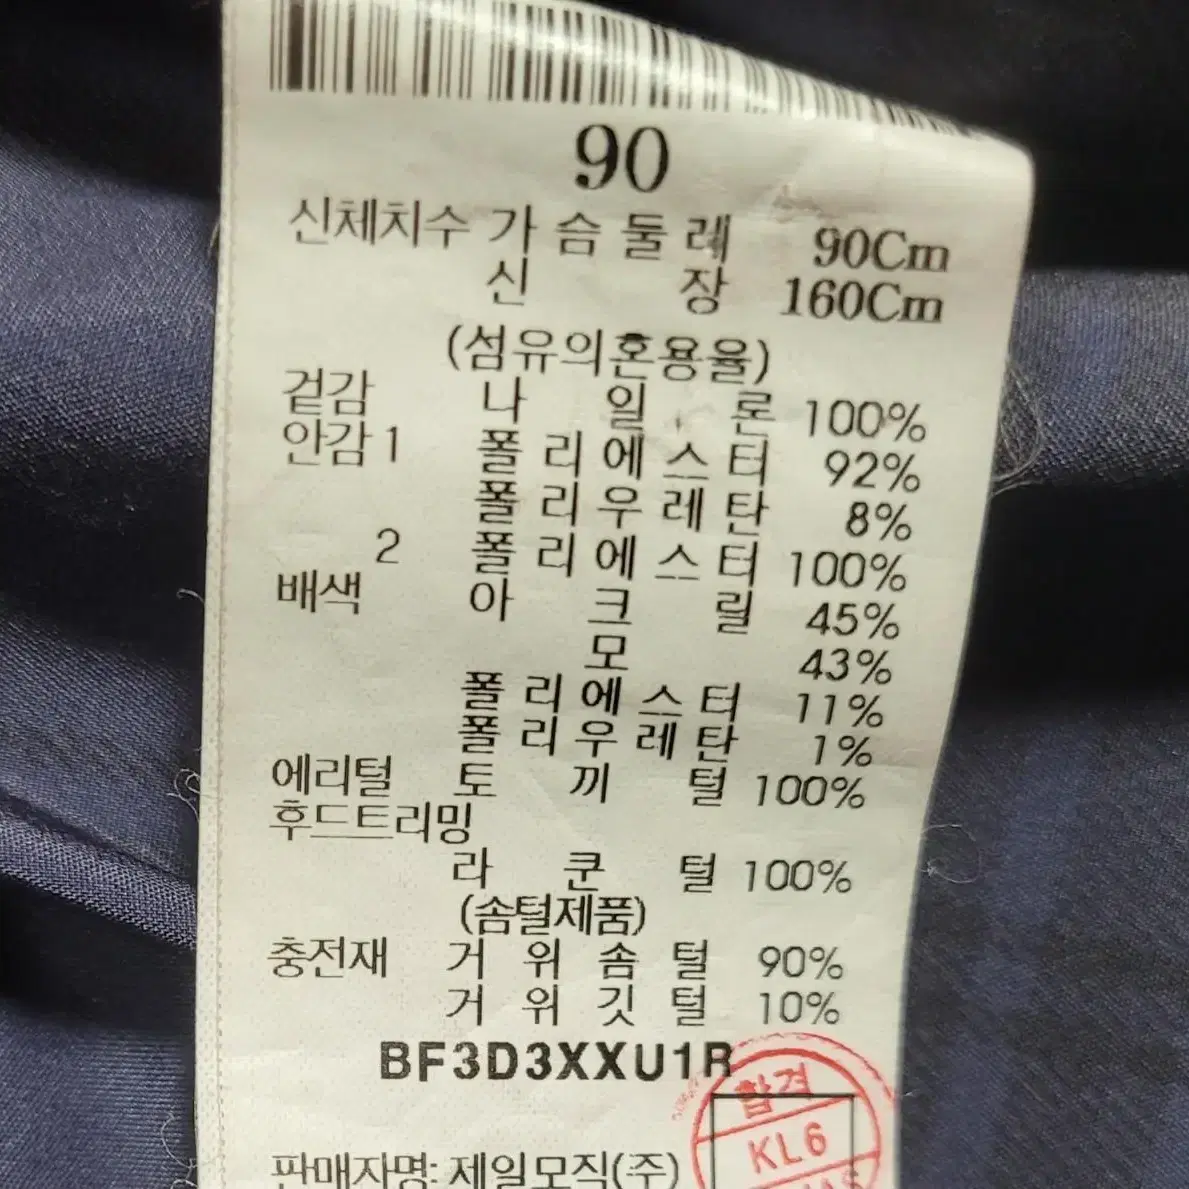 90
신체치수 가슴둘레 90Cm
신장 160Cm
(섬유의혼용율)
겉감 나일론 100%
안감1 폴리에스터 92%
폴리우레탄 8%
2 폴리에스터 100%
배색 아크릴 45%
모 43%
폴리에스터 11%
폴리우레탄 1%
에리털 토끼털 100%
후드트리밍
라쿤털 100%
(솜털제품)
충전재 거위솜털 90%
거위깃털 10%
BF3D3XXU1R
합격
KL6
판매자명: 제일모직(주)